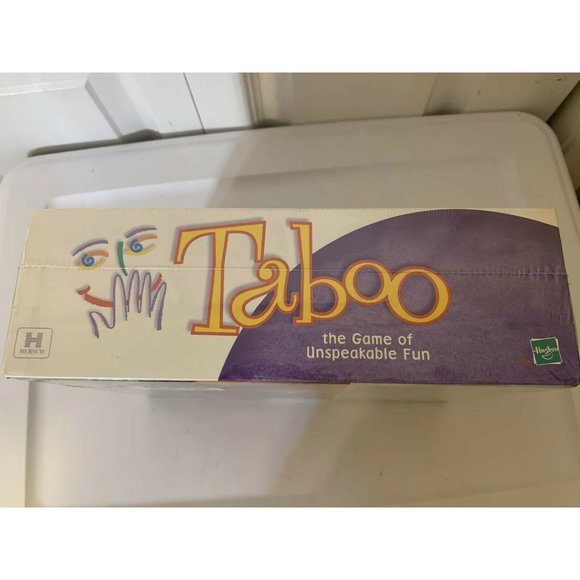 Taboo
the Game of
Unspeakable Fun
H
HERSCH
Hasbro